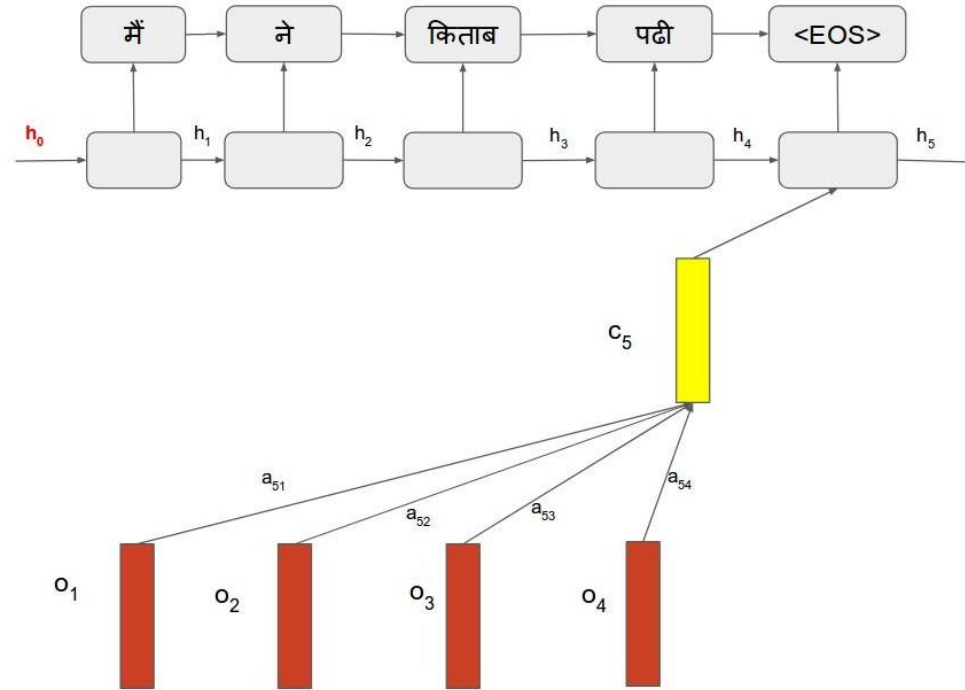 मैं ने किताब पढी <EOS>
h₀ h₁ h₂ h₃ h₄ h₅
c₅
a₅₁ a₅₂ a₅₃ a₅₄
o₁ o₂ o₃ o₄